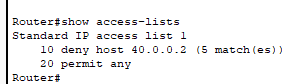 Router#show access-lists
Standard IP access list 1
    10 deny host 40.0.0.2 (5 match(es))
    20 permit any
Router#